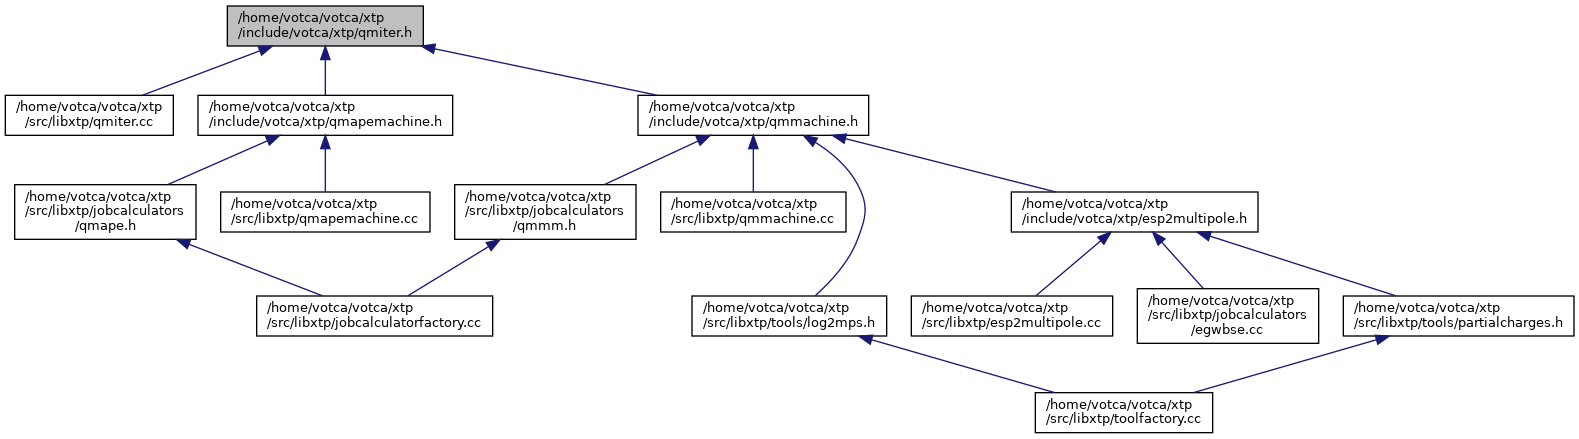 /home/votca/votca/xtp
/include/votca/xtp/qmiter.h
/home/votca/votca/xtp
/src/libxtp/qmiter.cc
/home/votca/votca/xtp
/include/votca/xtp/qmapemachine.h
/home/votca/votca/xtp
/include/votca/xtp/qmmachine.h
/home/votca/votca/xtp
/src/libxtp/jobcalculators
/qmape.h
/home/votca/votca/xtp
/src/libxtp/qmapemachine.cc
/home/votca/votca/xtp
/src/libxtp/jobcalculators
/qmmm.h
/home/votca/votca/xtp
/src/libxtp/qmmachine.cc
/home/votca/votca/xtp
/include/votca/xtp/esp2multipole.h
/home/votca/votca/xtp
/src/libxtp/jobcalculatorfactory.cc
/home/votca/votca/xtp
/src/libxtp/tools/log2mps.h
/home/votca/votca/xtp
/src/libxtp/esp2multipole.cc
/home/votca/votca/xtp
/src/libxtp/jobcalculators
/egwbse.cc
/home/votca/votca/xtp
/src/libxtp/tools/partialcharges.h
/home/votca/votca/xtp
/src/libxtp/toolfactory.cc